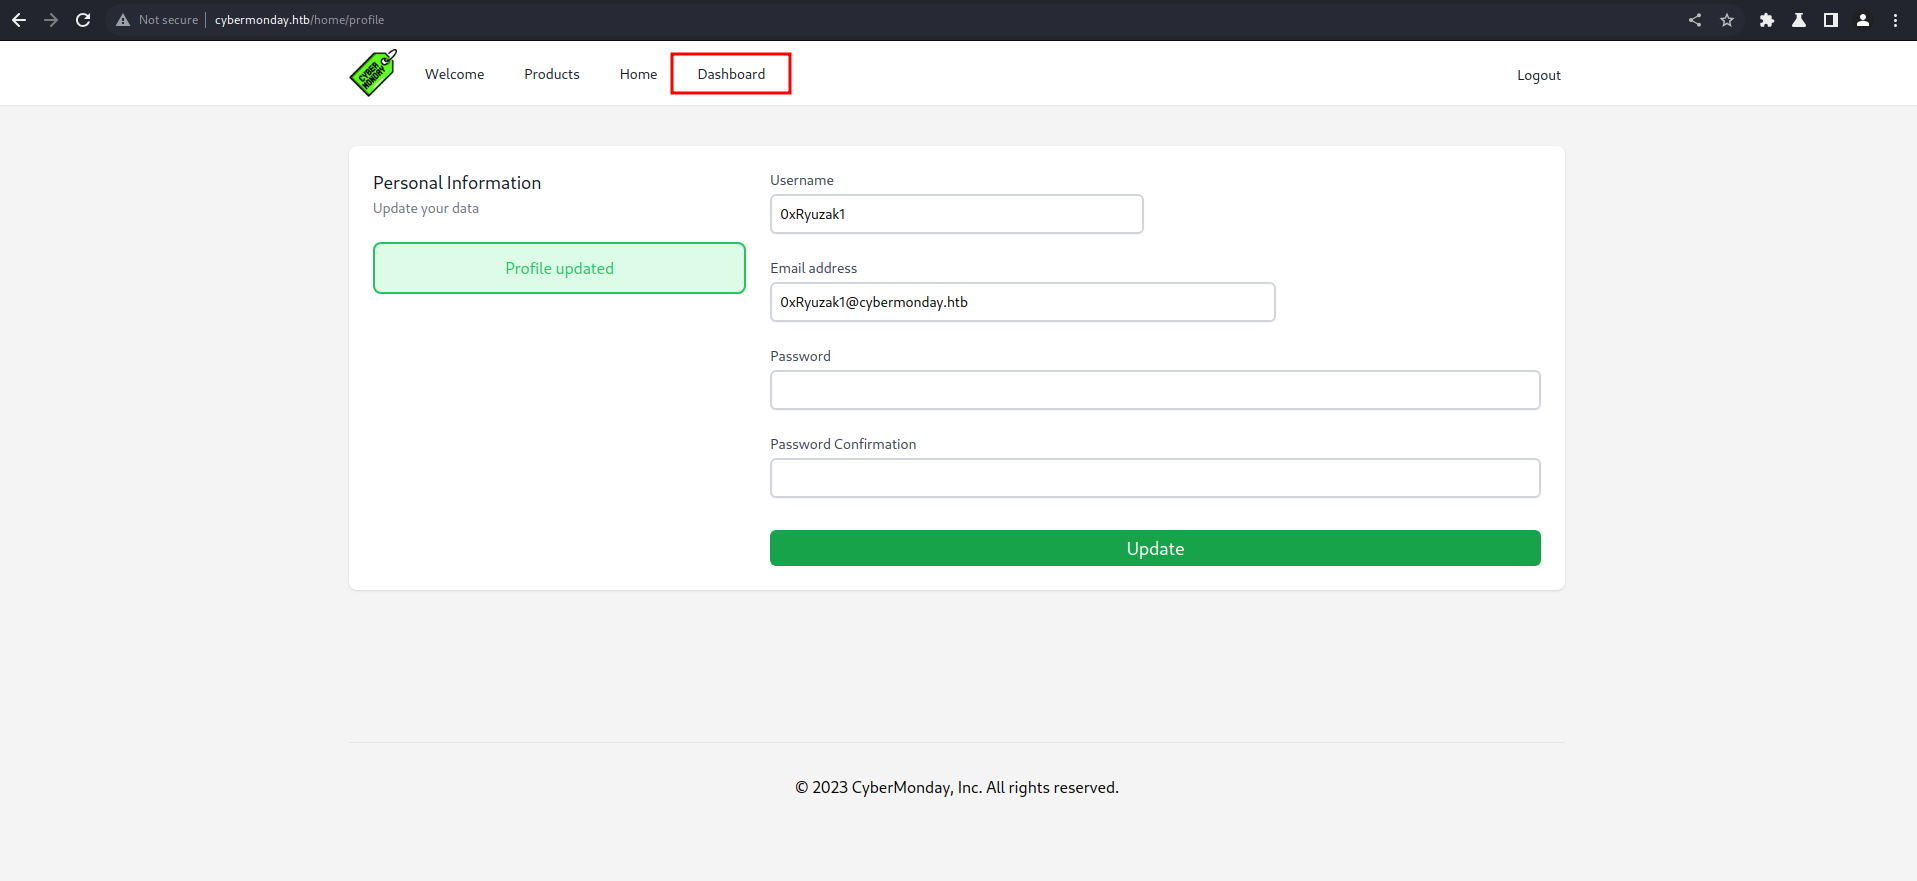 Not secure cybermonday.htb/home/profile
CYBER MONDAY Welcome Products Home Dashboard Logout
Personal Information
Update your data
Profile updated
Username
0xRyuzak1
Email address
0xRyuzak1@cybermonday.htb
Password
Password Confirmation
Update
© 2023 CyberMonday, Inc. All rights reserved.